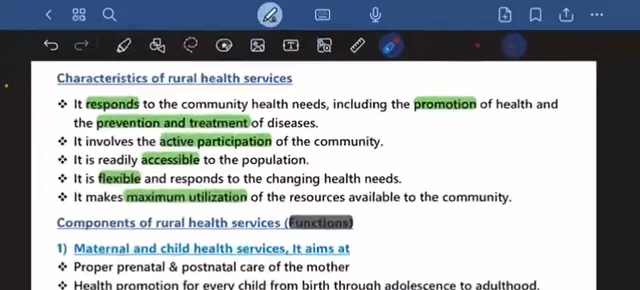 Characteristics of rural health services
❖ It responds to the community health needs, including the promotion of health and
the prevention and treatment of diseases.
❖ It involves the active participation of the community.
❖ It is readily accessible to the population.
❖ It is flexible and responds to the changing health needs.
❖ It makes maximum utilization of the resources available to the community.
Components of rural health services (Functions)
1) Maternal and child health services, It aims at
❖ Proper prenatal & postnatal care of the mother
❖ Health promotion for every child from birth through adolescence to adulthood.